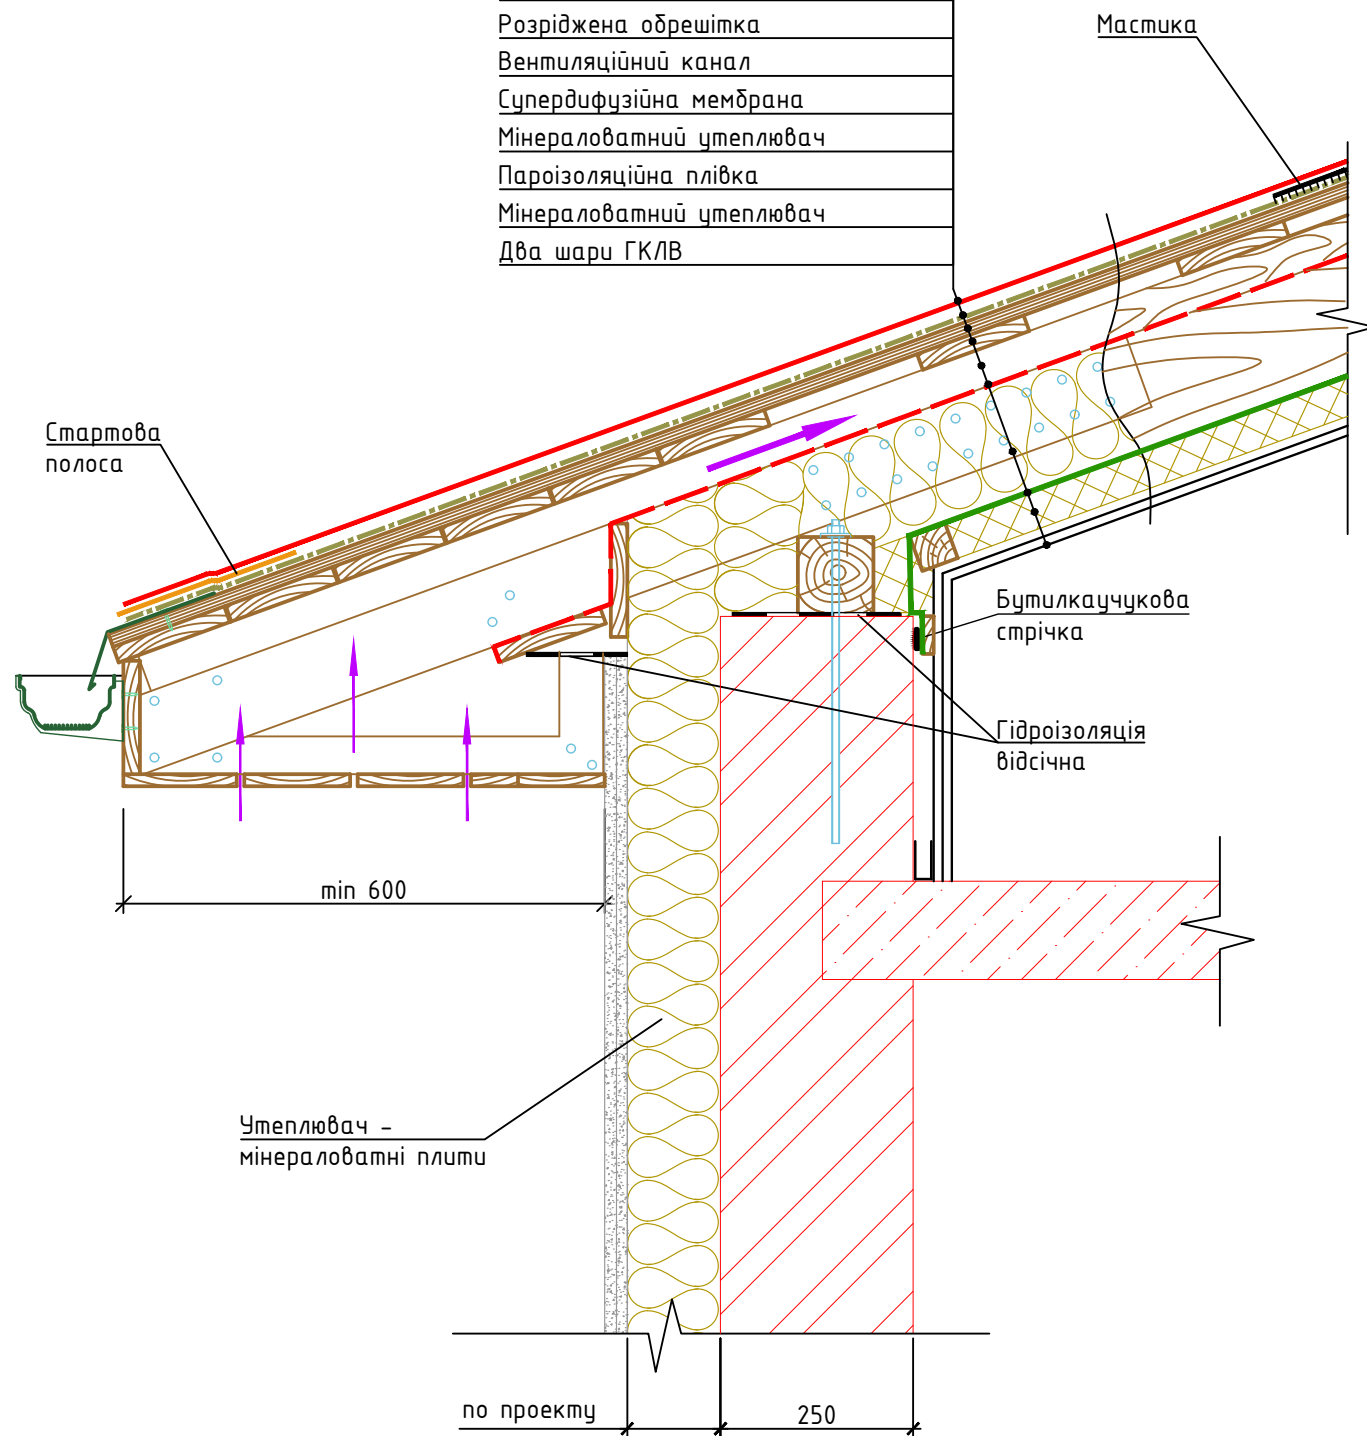 Розріджена обрешітка
Вентиляційний канал
Супердифузійна мембрана
Мінераловатний утеплювач
Пароізоляційна плівка
Мінераловатний утеплювач
Два шари ГКЛВ
Мастика
Стартова
полоса
Бутилкаучукова
стрічка
Гідроізоляція
відсічна
min 600
Утеплювач –
мінераловатні плити
по проекту
250